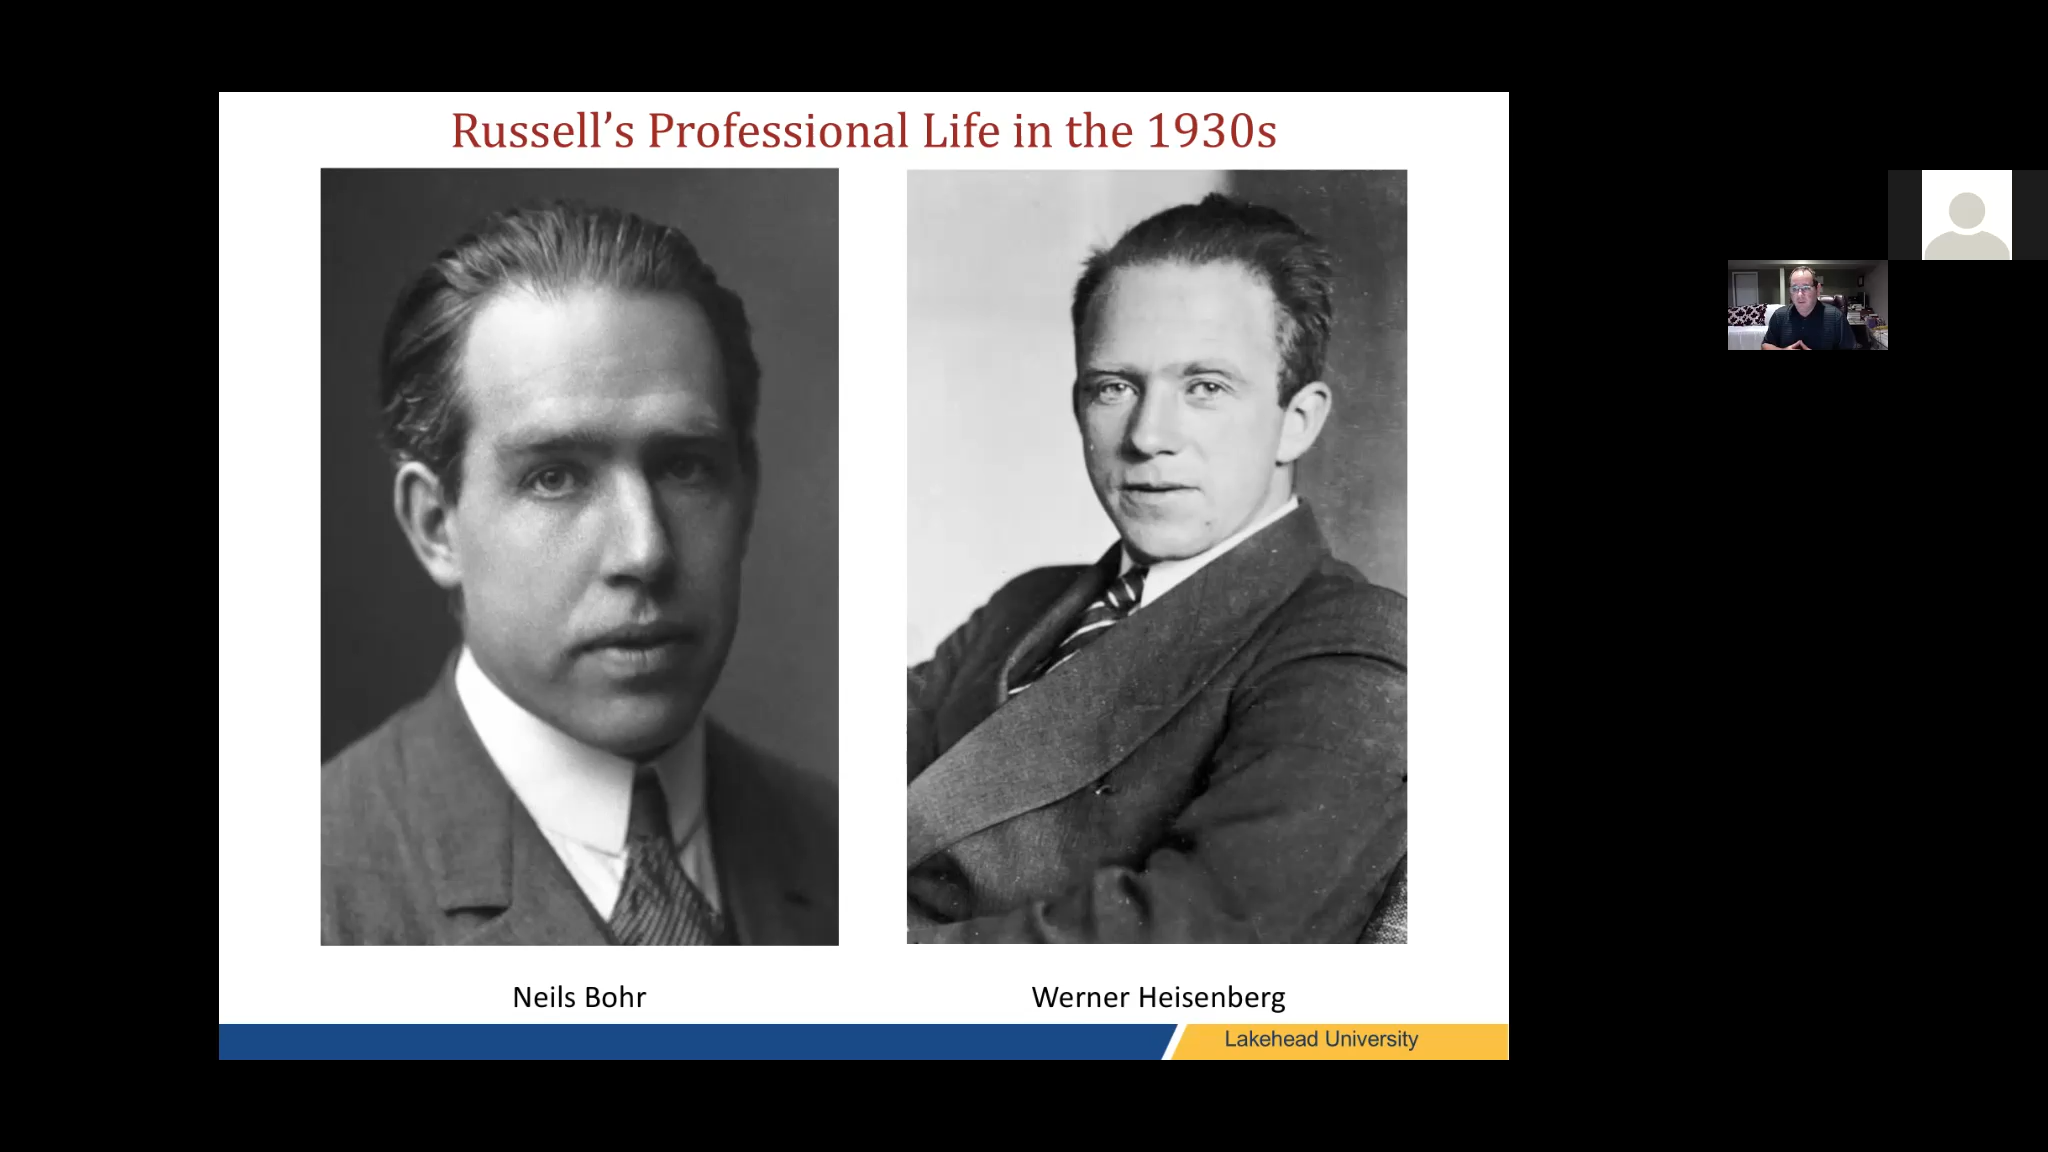 Russell’s Professional Life in the 1930s
Neils Bohr
Werner Heisenberg
Lakehead University